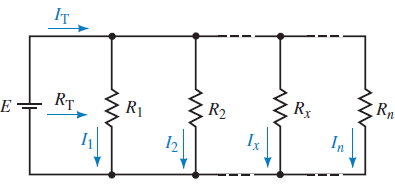 I_T
E R_T R_1 R_2 R_x R_n
I_1 I_2 I_x I_n